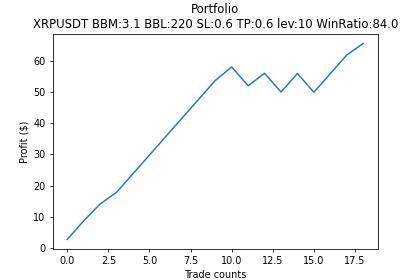 Portfolio
XRPUSDT BBM:3.1 BBL:220 SL:0.6 TP:0.6 lev:10 WinRatio:84.0
60
50
40
30
20
10
0
Profit ($)
0.0 2.5 5.0 7.5 10.0 12.5 15.0 17.5
Trade counts